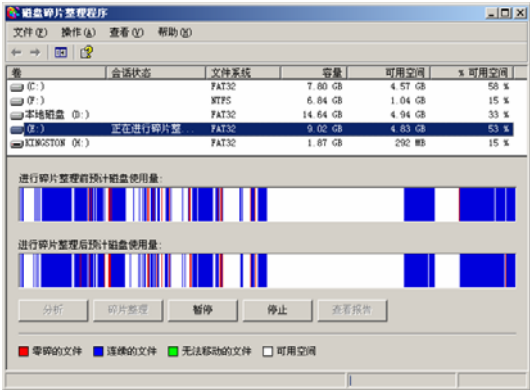 磁盘碎片整理程序
文件(F) 操作(A) 查看(V) 帮助(H)
卷 会话状态 文件系统 容量 可用空间 % 可用空间
(C:) FAT32 7.80 GB 4.57 GB 58 %
(F:) NTFS 6.84 GB 1.04 GB 15 %
本地磁盘 (D:) FAT32 14.64 GB 4.94 GB 33 %
(E:) 正在进行碎片整... FAT32 9.02 GB 4.83 GB 53 %
KINGSTON (H:) FAT32 1.87 GB 292 MB 15 %
进行碎片整理前预计磁盘使用量:
进行碎片整理后预计磁盘使用量:
分析 碎片整理 暂停 停止 查看报告
零碎的文件 连续的文件 无法移动的文件 可用空间